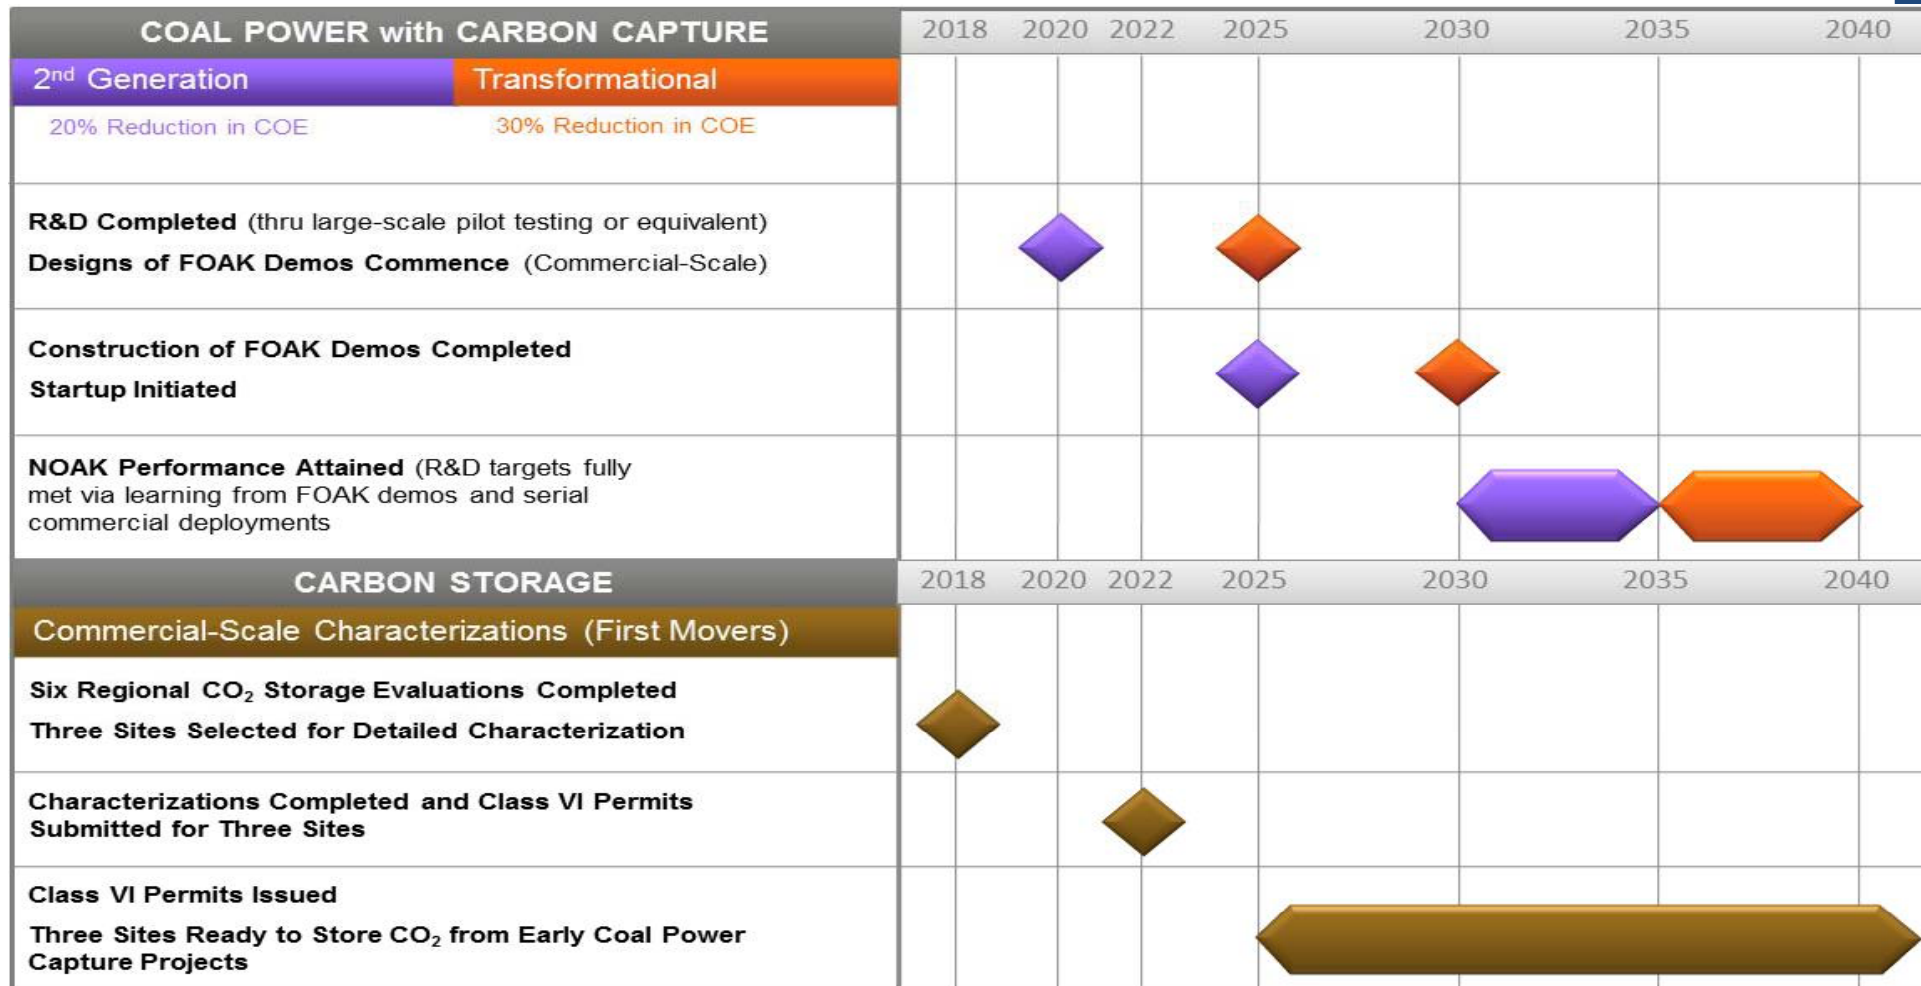 COAL POWER with CARBON CAPTURE
2018 2020 2022 2025 2030 2035 2040
2nd Generation
Transformational
20% Reduction in COE
30% Reduction in COE
R&D Completed (thru large-scale pilot testing or equivalent)
Designs of FOAK Demos Commence (Commercial-Scale)
Construction of FOAK Demos Completed
Startup Initiated
NOAK Performance Attained (R&D targets fully
met via learning from FOAK demos and serial
commercial deployments
CARBON STORAGE
2018 2020 2022 2025 2030 2035 2040
Commercial-Scale Characterizations (First Movers)
Six Regional CO₂ Storage Evaluations Completed
Three Sites Selected for Detailed Characterization
Characterizations Completed and Class VI Permits
Submitted for Three Sites
Class VI Permits Issued
Three Sites Ready to Store CO₂ from Early Coal Power
Capture Projects